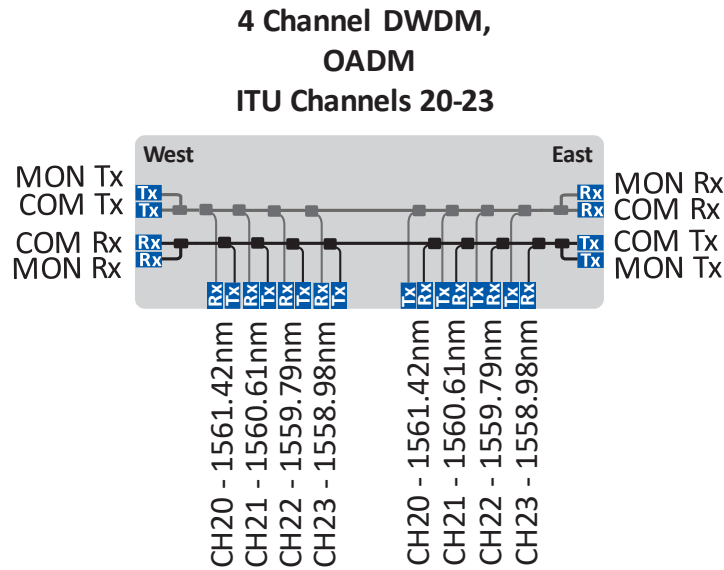 4 Channel DWDM,
OADM
ITU Channels 20-23
West
East
MON Tx
Tx
Rx
MON Rx
COM Tx
Tx
Rx
COM Rx
COM Rx
Rx
Tx
COM Tx
MON Rx
Rx
Tx
MON Tx
Rx Tx Rx Tx Rx Tx Rx Tx
Tx Rx Tx Rx Tx Rx Tx Rx
CH20 - 1561.42nm
CH21 - 1560.61nm
CH22 - 1559.79nm
CH23 - 1558.98nm
CH20 - 1561.42nm
CH21 - 1560.61nm
CH22 - 1559.79nm
CH23 - 1558.98nm